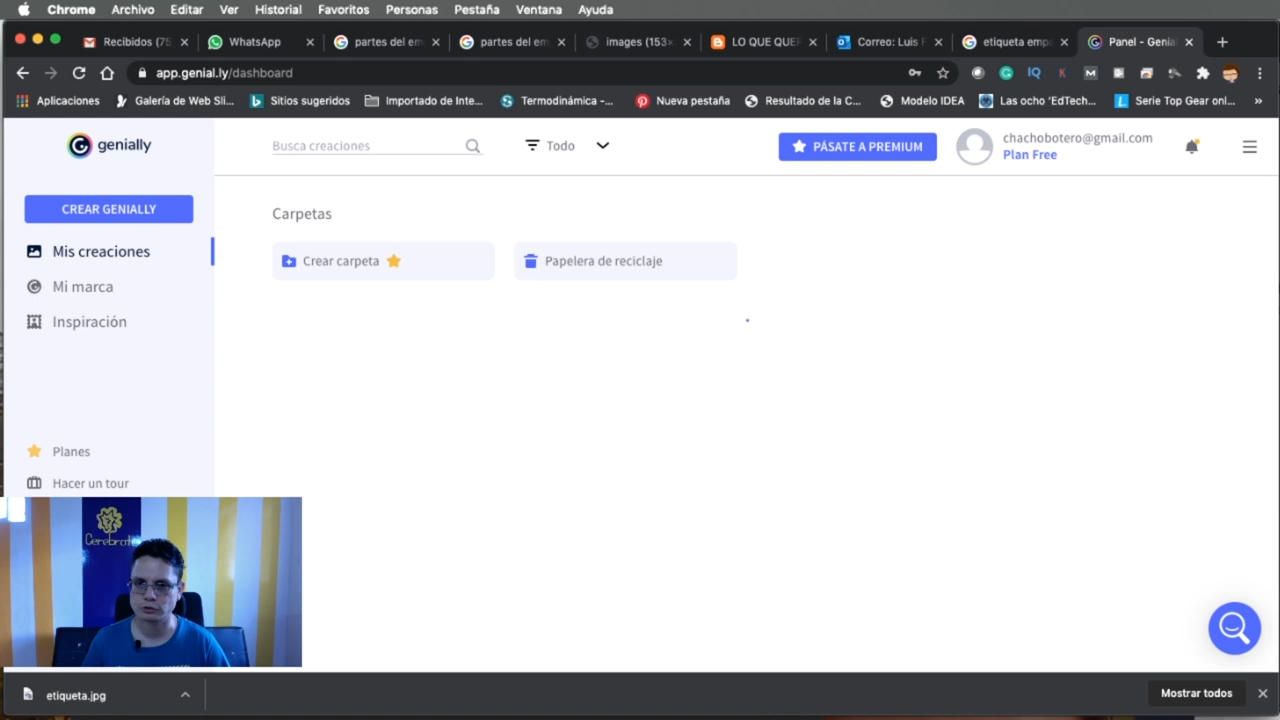 Chrome Archivo Editar Ver Historial Favoritos Personas Pestaña Ventana Ayuda
Recibidos (75 WhatsApp partes del em partes del em images (153× LO QUE QUER Correo: Luis F etiqueta empa Panel - Genia
app.genial.ly/dashboard
Aplicaciones Galería de Web Sli... Sitios sugeridos Importado de Inte... Termodinámica -... Nueva pestaña Resultado de la C... Modelo IDEA Las ocho 'EdTech... Serie Top Gear onl... »
genially
Busca creaciones
Todo
PÁSATE A PREMIUM
chachobotero@gmail.com
Plan Free
CREAR GENIALLY
Mis creaciones
Mi marca
Inspiración
Carpetas
Crear carpeta
Papelera de reciclaje
Planes
Hacer un tour
etiqueta.jpg
Mostrar todos